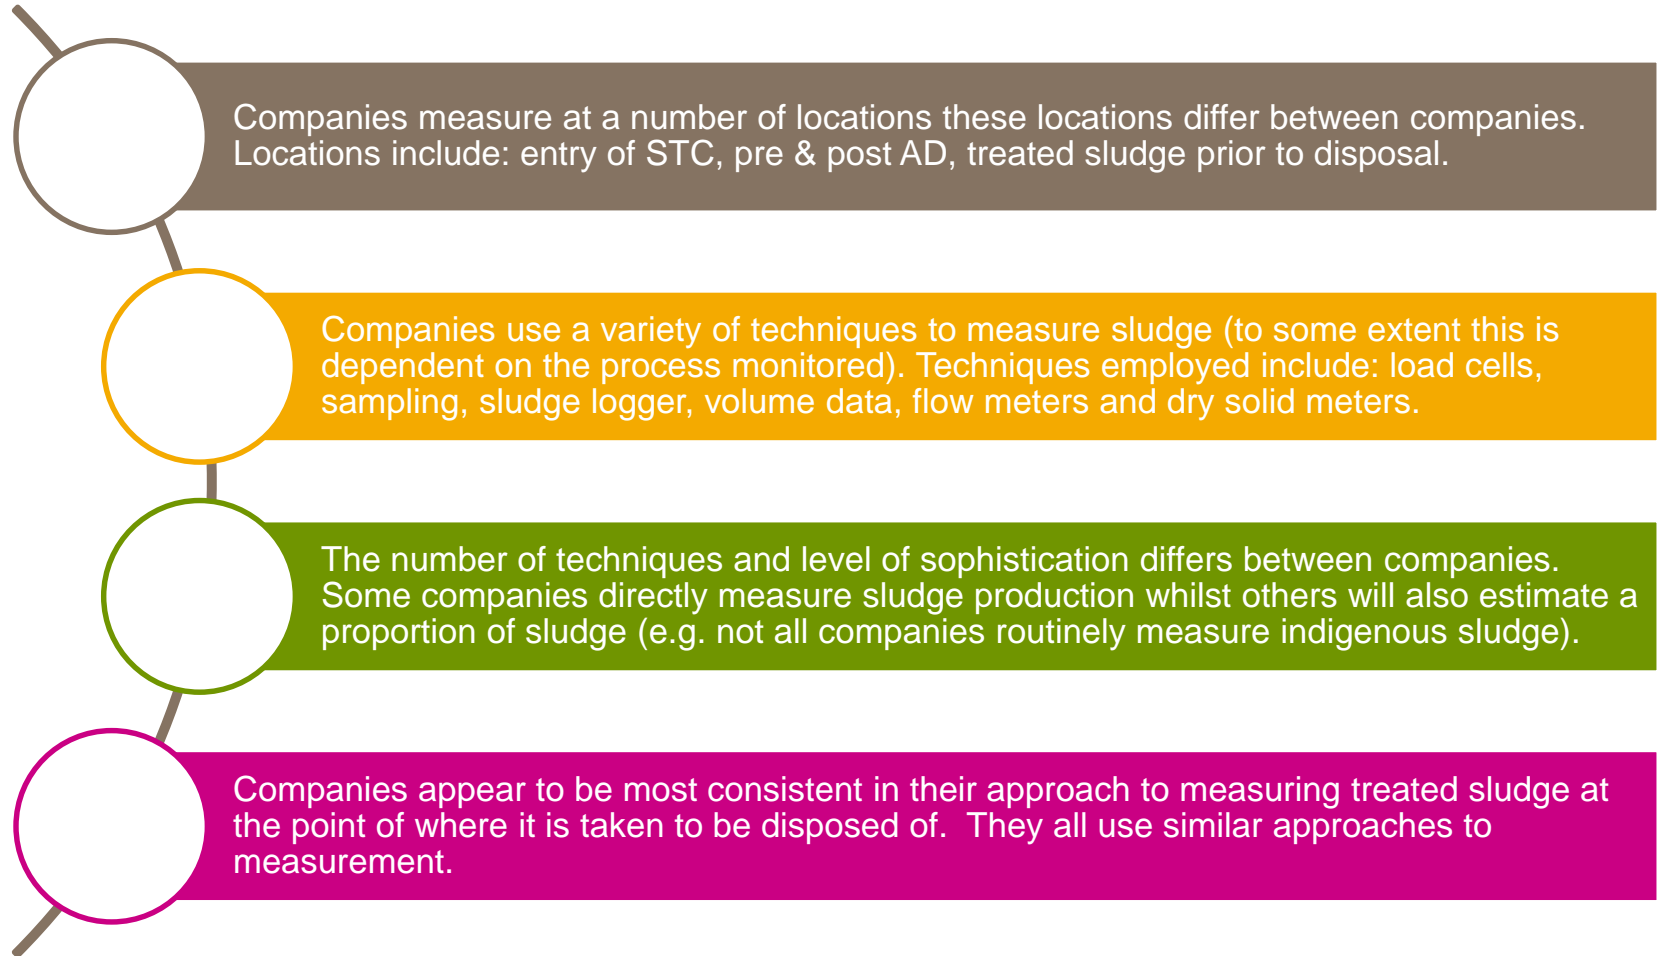 Companies measure at a number of locations these locations differ between companies.
Locations include: entry of STC, pre & post AD, treated sludge prior to disposal.
Companies use a variety of techniques to measure sludge (to some extent this is
dependent on the process monitored). Techniques employed include: load cells,
sampling, sludge logger, volume data, flow meters and dry solid meters.
The number of techniques and level of sophistication differs between companies.
Some companies directly measure sludge production whilst others will also estimate a
proportion of sludge (e.g. not all companies routinely measure indigenous sludge).
Companies appear to be most consistent in their approach to measuring treated sludge at
the point of where it is taken to be disposed of.  They all use similar approaches to
measurement.